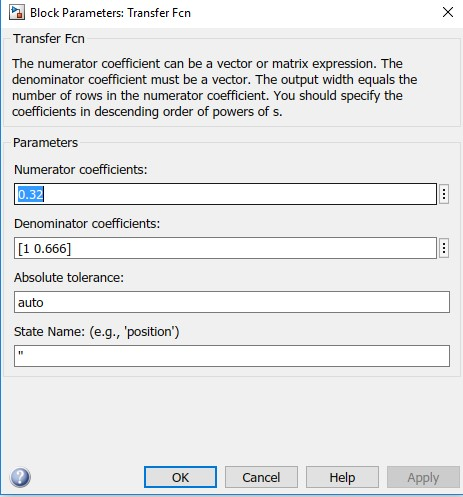 Block Parameters: Transfer Fcn
Transfer Fcn
The numerator coefficient can be a vector or matrix expression. The
denominator coefficient must be a vector. The output width equals the
number of rows in the numerator coefficient. You should specify the
coefficients in descending order of powers of s.
Parameters
Numerator coefficients:
0.32
Denominator coefficients:
[1 0.666]
Absolute tolerance:
auto
State Name: (e.g., 'position')
''
OK Cancel Help Apply